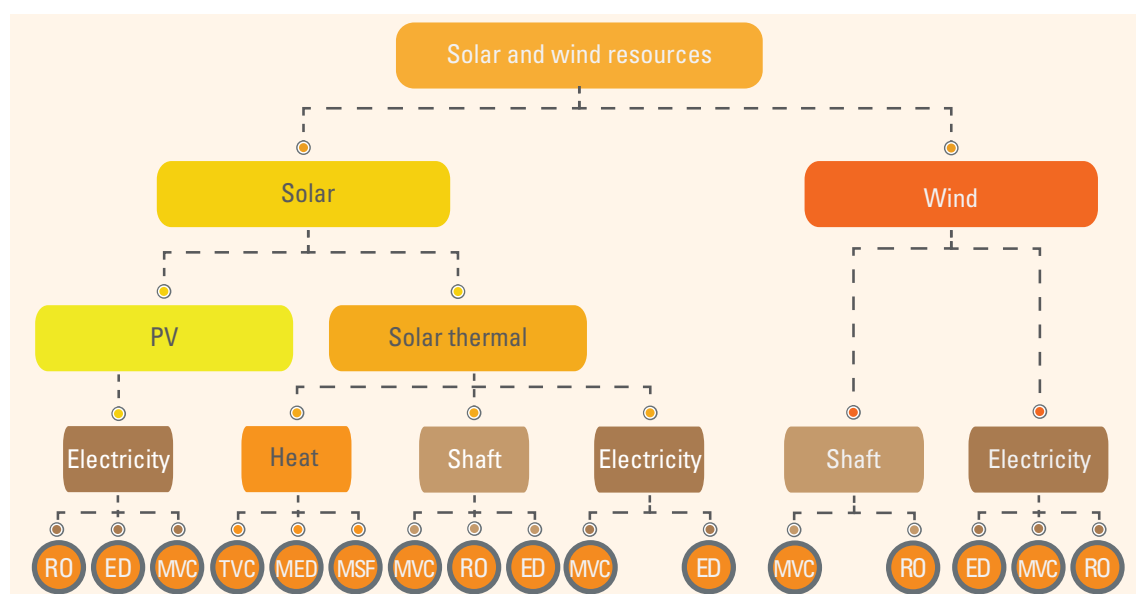 Solar and wind resources
Solar
Wind
PV
Solar thermal
Electricity
Heat
Shaft
Electricity
Shaft
Electricity
RO
ED
MVC
TVC
MED
MSF
MVC
RO
ED
MVC
ED
MVC
RO
ED
MVC
RO